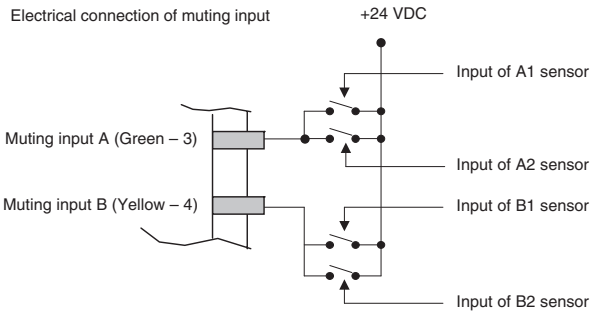 Electrical connection of muting input
+24 VDC
Input of A1 sensor
Muting input A (Green – 3)
Input of A2 sensor
Muting input B (Yellow – 4)
Input of B1 sensor
Input of B2 sensor